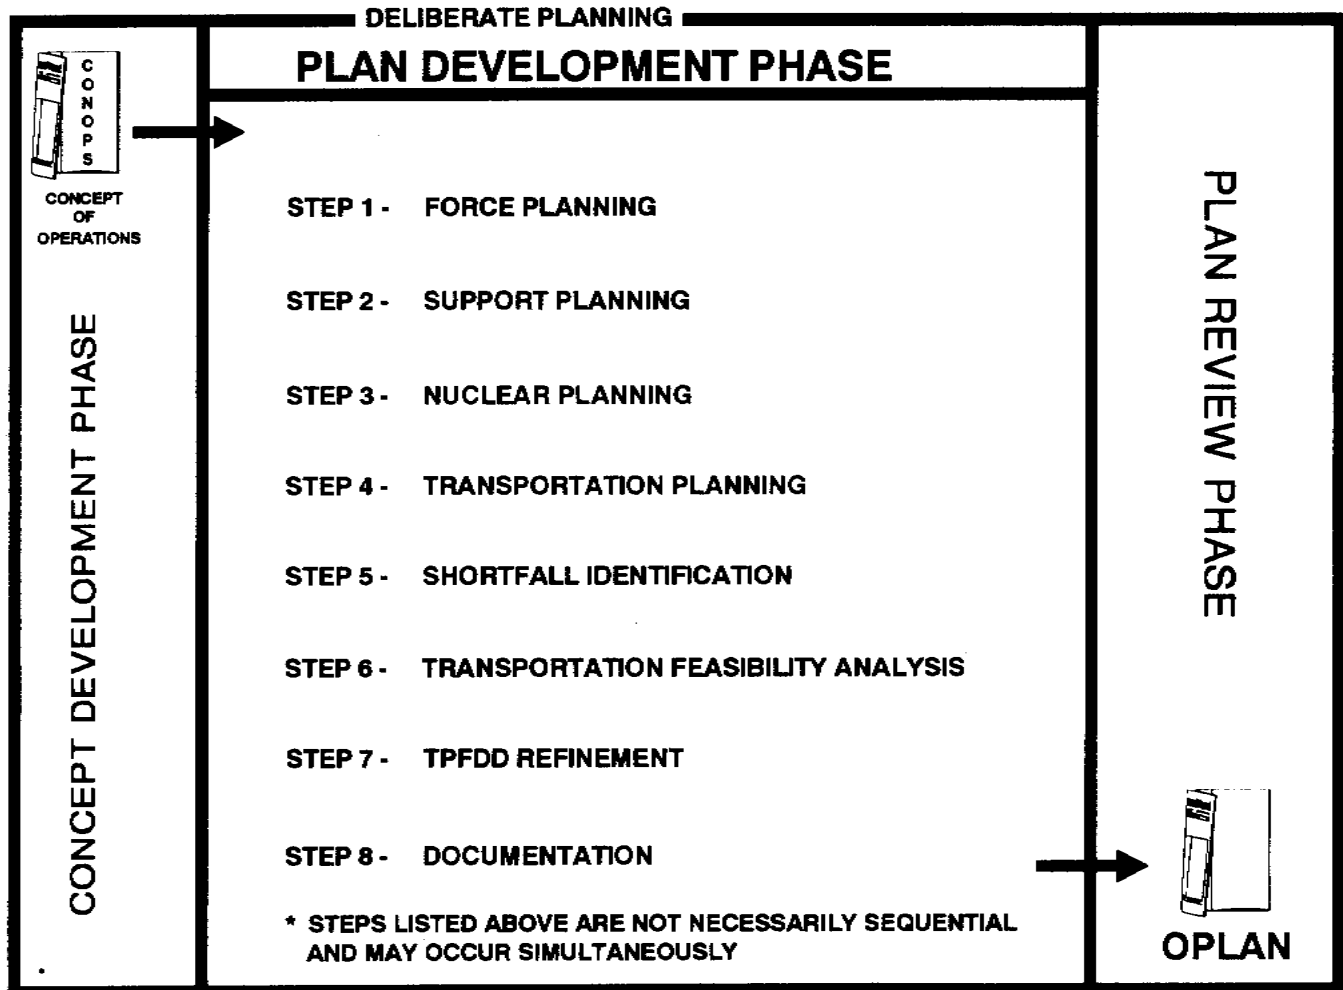 DELIBERATE PLANNING
PLAN DEVELOPMENT PHASE
CONOPS
CONCEPT
OF
OPERATIONS
CONCEPT DEVELOPMENT PHASE
STEP 1 - FORCE PLANNING
STEP 2 - SUPPORT PLANNING
STEP 3 - NUCLEAR PLANNING
STEP 4 - TRANSPORTATION PLANNING
STEP 5 - SHORTFALL IDENTIFICATION
STEP 6 - TRANSPORTATION FEASIBILITY ANALYSIS
STEP 7 - TPFDD REFINEMENT
STEP 8 - DOCUMENTATION
* STEPS LISTED ABOVE ARE NOT NECESSARILY SEQUENTIAL
AND MAY OCCUR SIMULTANEOUSLY
PLAN REVIEW PHASE
OPLAN